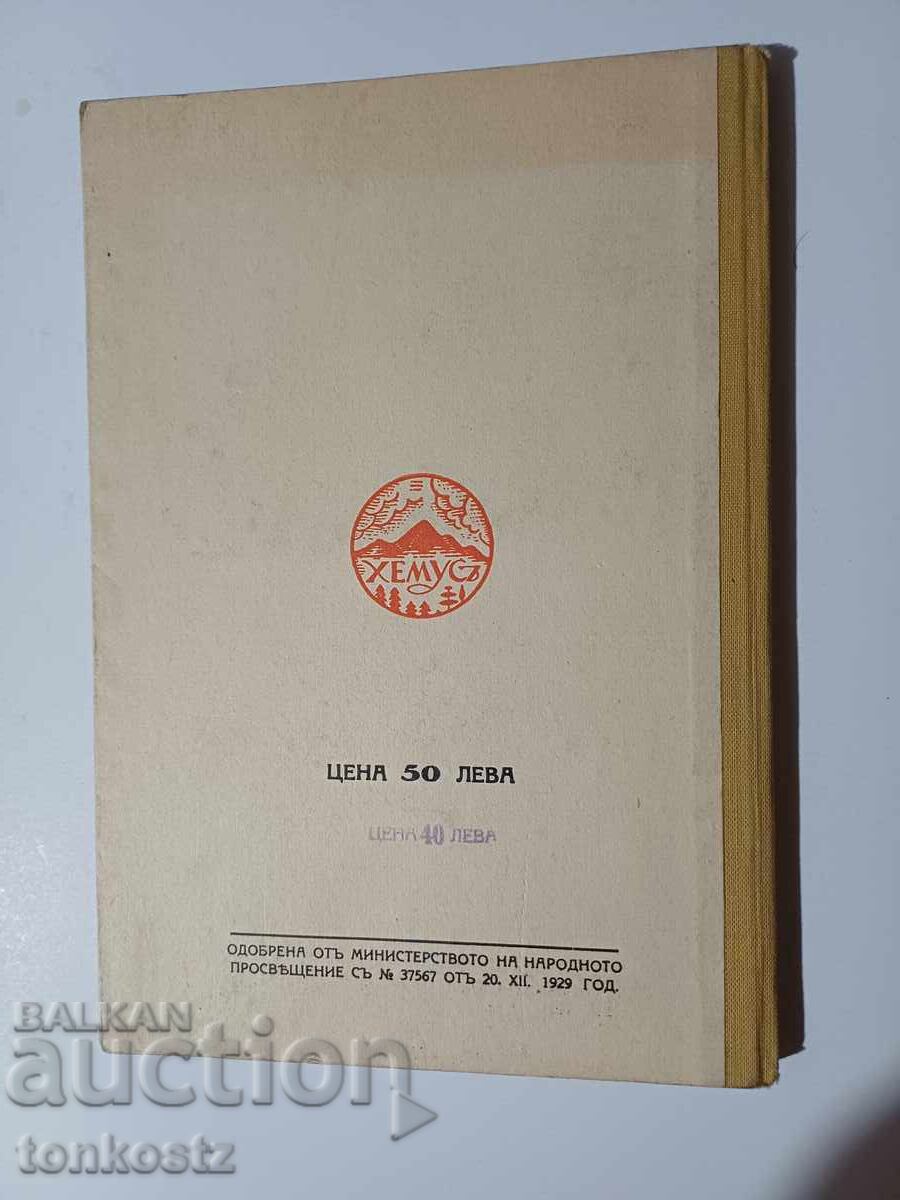 ХЕМУСЪ
ЦЕНА 50 ЛЕВА
ЦЕНА 40 ЛЕВА
ОДОБРЕНА ОТЪ МИНИСТЕРСТВОТО НА НАРОДНОТО
ПРОСВѢЩЕНИЕ СЪ № 37567 ОТЪ 20. XII. 1929 ГОД.
BALKAN
auction
tonkostz